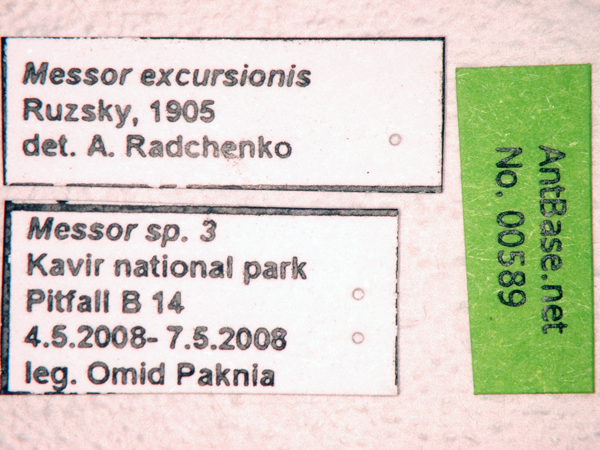 Messor excursionis
Ruzsky, 1905
det. A. Radchenko
Messor sp. 3
Kavir national park
Pitfall B 14
4.5.2008- 7.5.2008
leg. Omid Paknia
AntBase.net
No. 00589